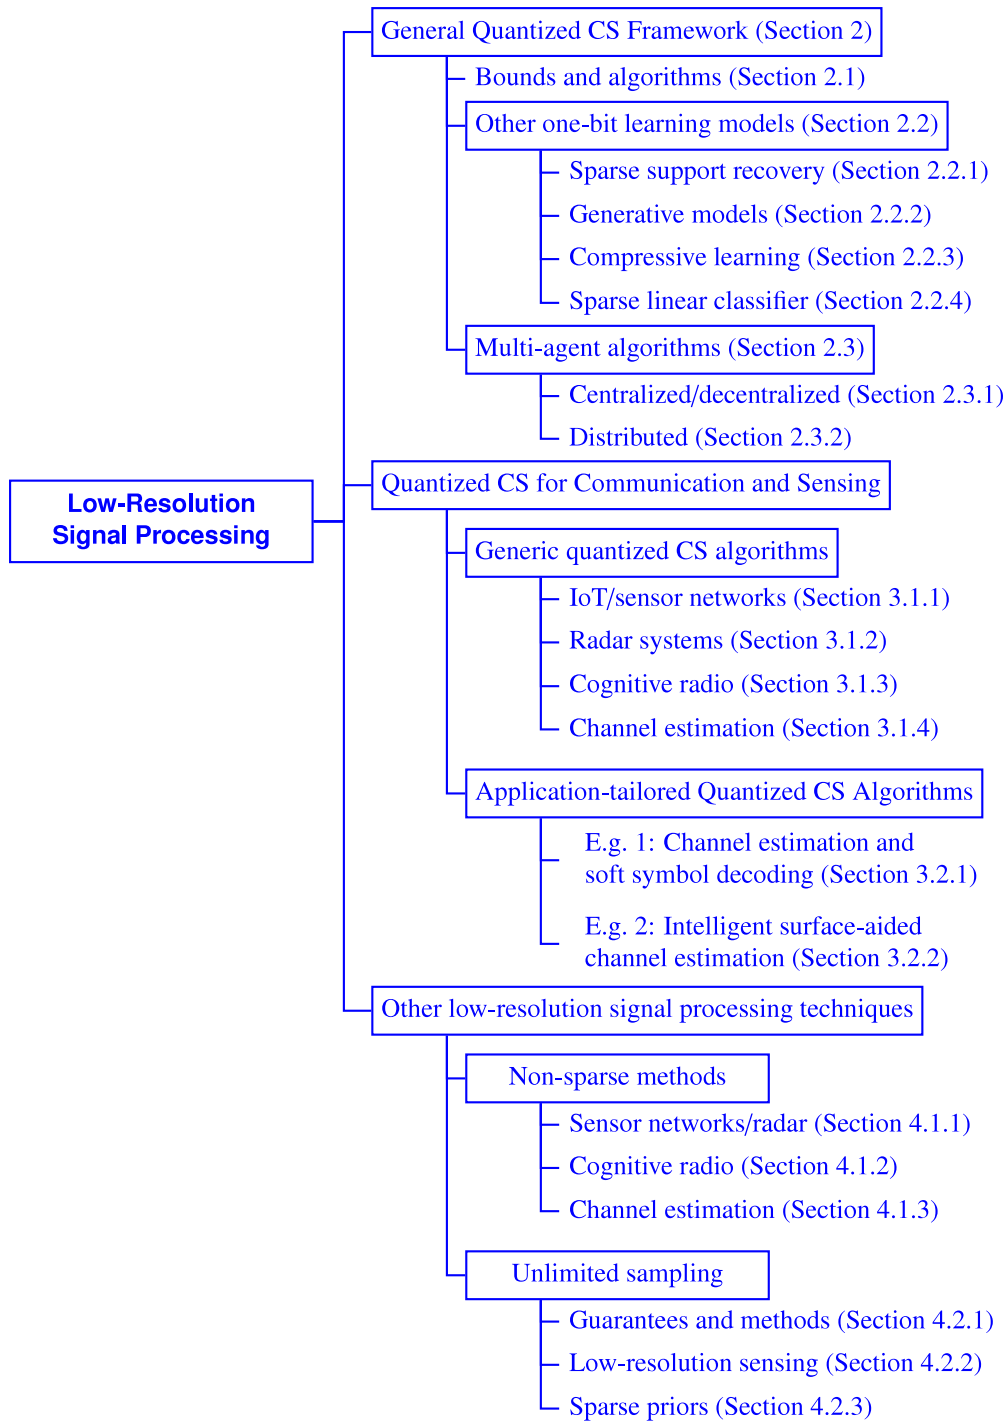 General Quantized CS Framework (Section 2)
Bounds and algorithms (Section 2.1)
Other one-bit learning models (Section 2.2)
Sparse support recovery (Section 2.2.1)
Generative models (Section 2.2.2)
Compressive learning (Section 2.2.3)
Sparse linear classifier (Section 2.2.4)
Multi-agent algorithms (Section 2.3)
Centralized/decentralized (Section 2.3.1)
Distributed (Section 2.3.2)
Low-Resolution
Signal Processing
Quantized CS for Communication and Sensing
Generic quantized CS algorithms
IoT/sensor networks (Section 3.1.1)
Radar systems (Section 3.1.2)
Cognitive radio (Section 3.1.3)
Channel estimation (Section 3.1.4)
Application-tailored Quantized CS Algorithms
E.g. 1: Channel estimation and
soft symbol decoding (Section 3.2.1)
E.g. 2: Intelligent surface-aided
channel estimation (Section 3.2.2)
Other low-resolution signal processing techniques
Non-sparse methods
Sensor networks/radar (Section 4.1.1)
Cognitive radio (Section 4.1.2)
Channel estimation (Section 4.1.3)
Unlimited sampling
Guarantees and methods (Section 4.2.1)
Low-resolution sensing (Section 4.2.2)
Sparse priors (Section 4.2.3)